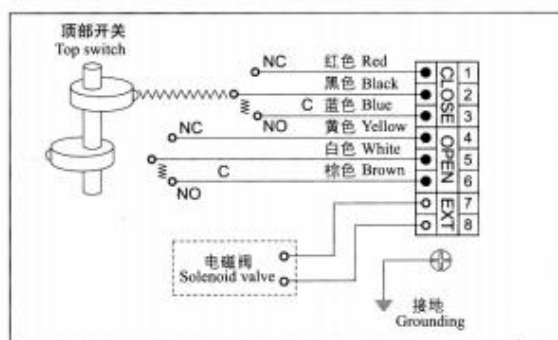 顶部开关
Top switch
NC 红色 Red
黑色 Black
C 蓝色 Blue
NO
NC 黄色 Yellow
白色 White
C 棕色 Brown
NO
CLOSE
OPEN
EXT
1
2
3
4
5
6
7
8
电磁阀
Solenoid valve
接地
Grounding